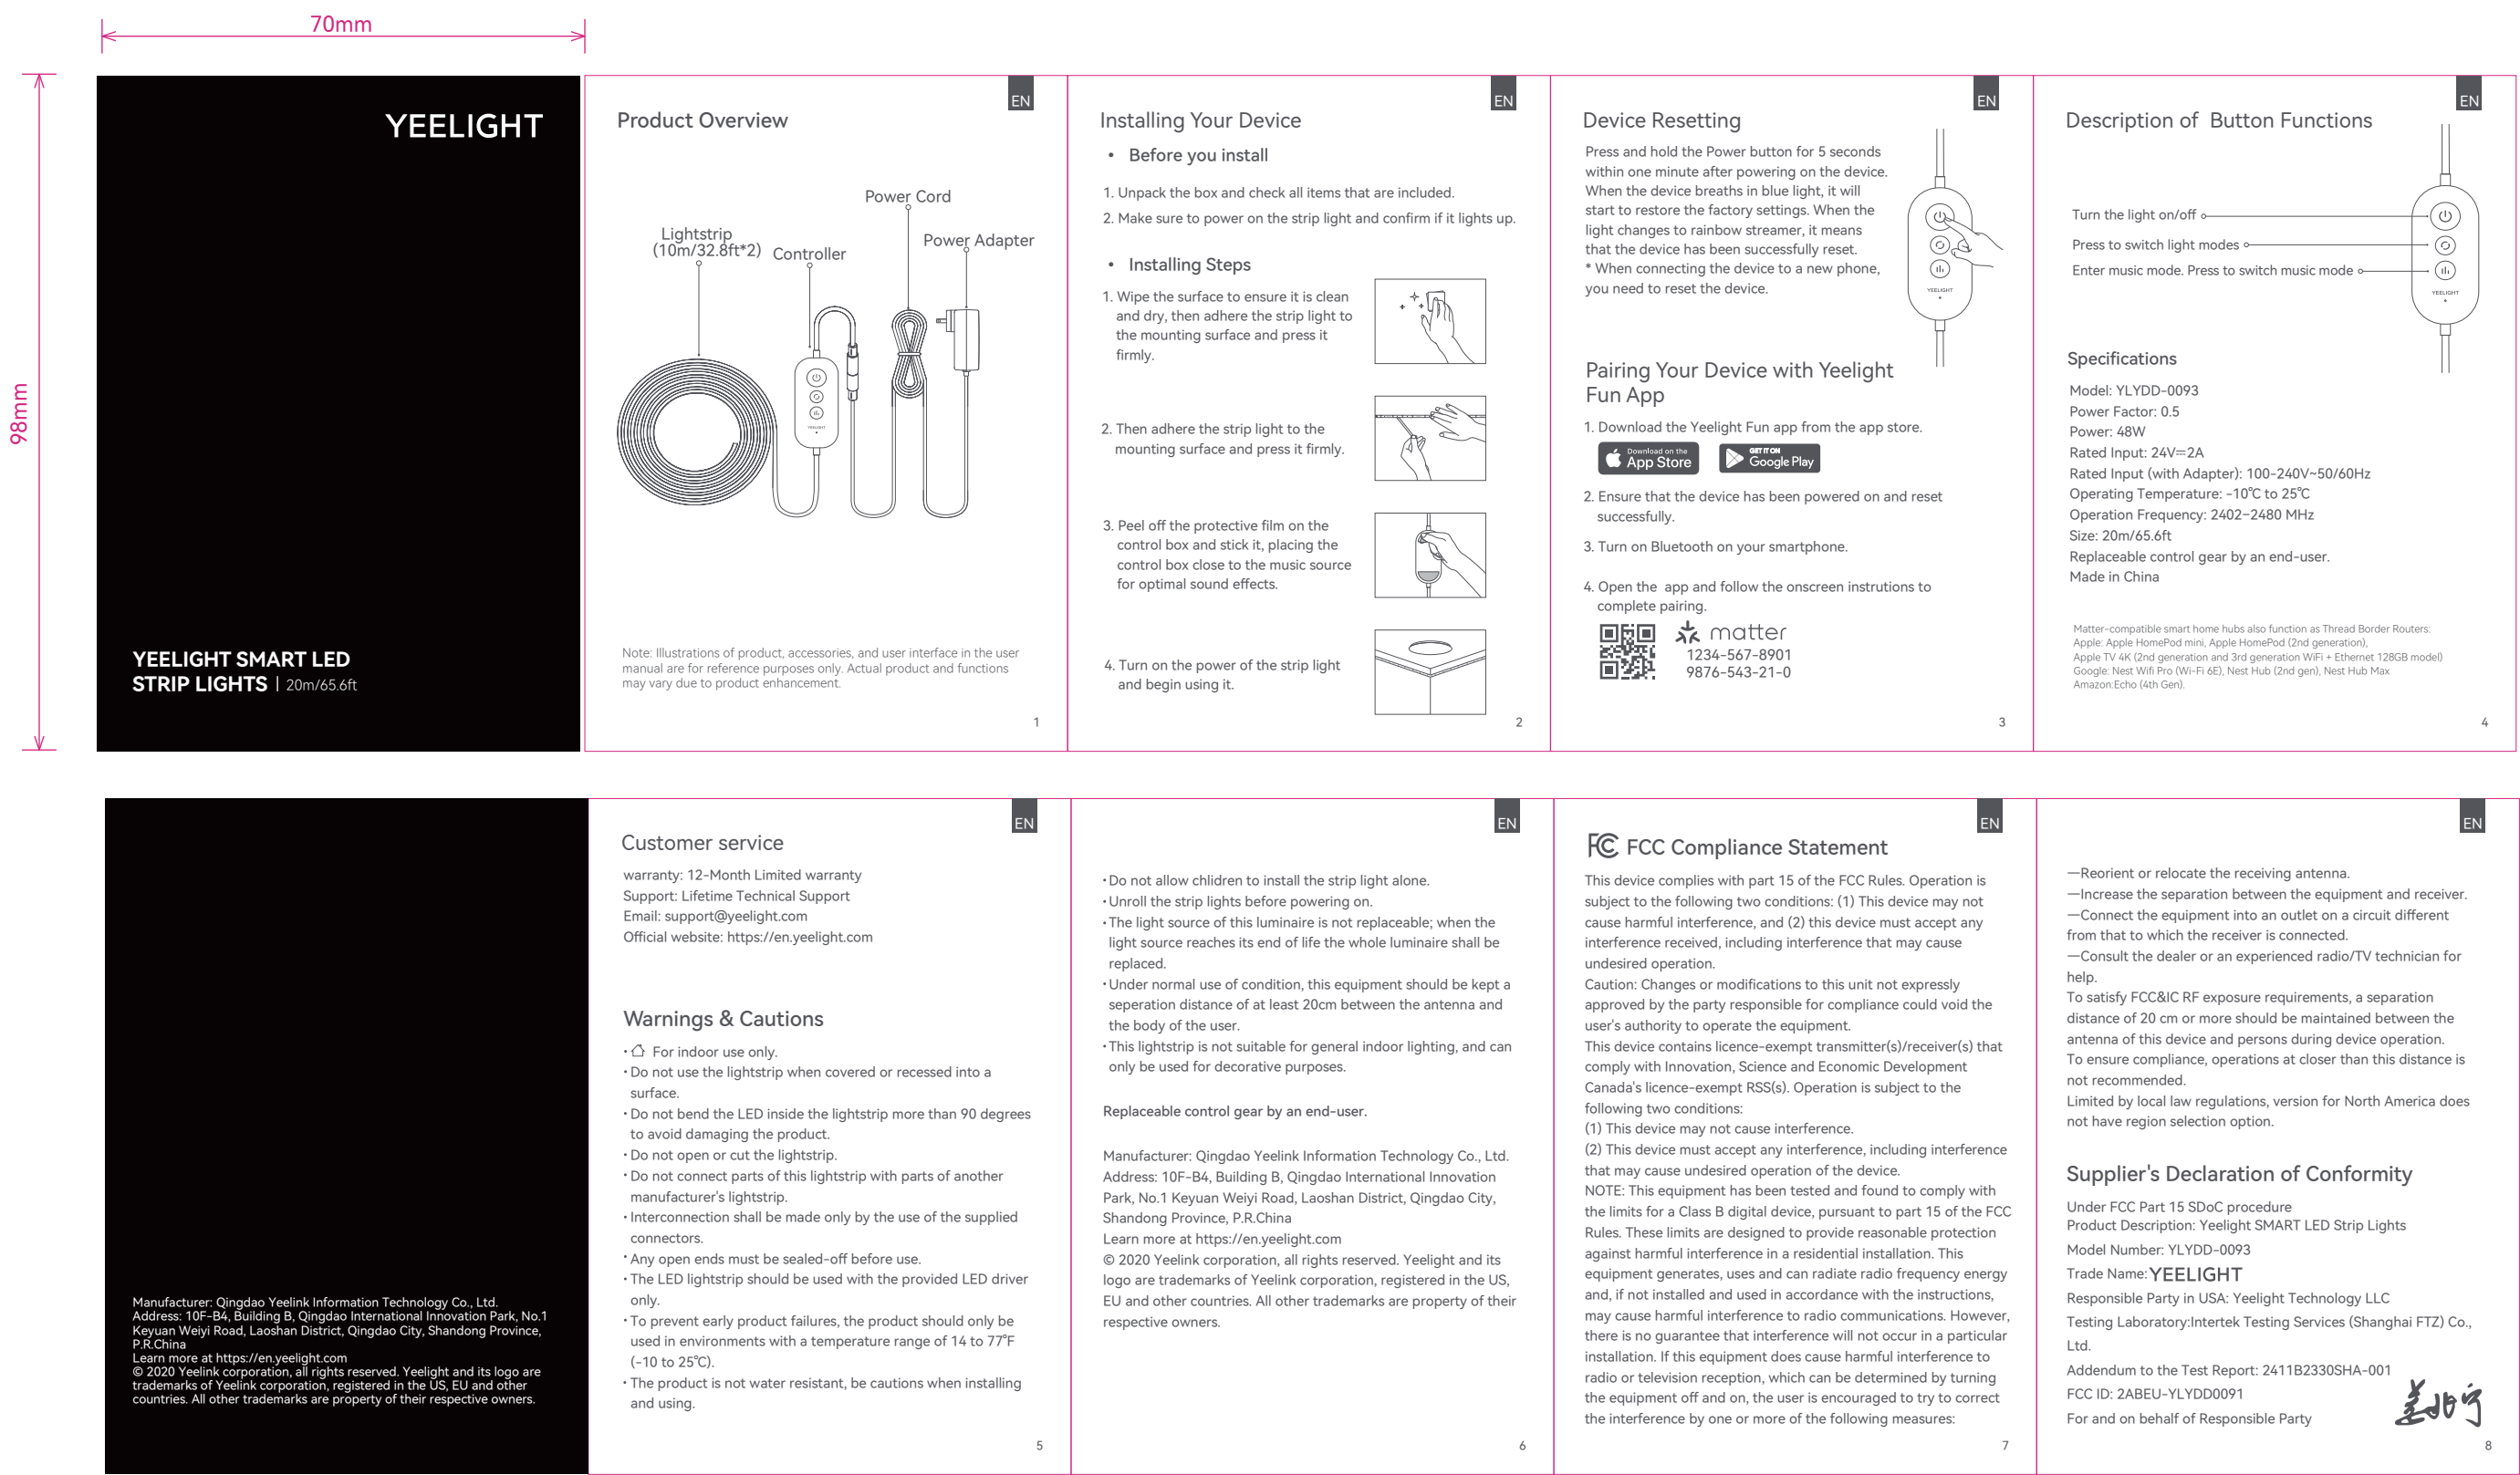 70mm
98mm
YEELIGHT
YEELIGHT SMART LED
STRIP LIGHTS | 20m/65.6ft
EN
Product Overview
Power Cord
Lightstrip
(10m/32.8ft*2)
Controller
Power Adapter
YEELIGHT
Note: Illustrations of product, accessories, and user interface in the user
manual are for reference purposes only. Actual product and functions
may vary due to product enhancement.
1
EN
Installing Your Device
• Before you install
1. Unpack the box and check all items that are included.
2. Make sure to power on the strip light and confirm if it lights up.
• Installing Steps
1. Wipe the surface to ensure it is clean
and dry, then adhere the strip light to
the mounting surface and press it
firmly.
2. Then adhere the strip light to the
mounting surface and press it firmly.
3. Peel off the protective film on the
control box and stick it, placing the
control box close to the music source
for optimal sound effects.
4. Turn on the power of the strip light
and begin using it.
2
EN
Device Resetting
Press and hold the Power button for 5 seconds
within one minute after powering on the device.
When the device breaths in blue light, it will
start to restore the factory settings. When the
light changes to rainbow streamer, it means
that the device has been successfully reset.
* When connecting the device to a new phone,
you need to reset the device.
YEELIGHT
Pairing Your Device with Yeelight
Fun App
1. Download the Yeelight Fun app from the app store.
Download on the
App Store
GET IT ON
Google Play
2. Ensure that the device has been powered on and reset
successfully.
3. Turn on Bluetooth on your smartphone.
4. Open the  app and follow the onscreen instrutions to
complete pairing.
matter
1234-567-8901
9876-543-21-0
3
EN
Description of  Button Functions
Turn the light on/off
Press to switch light modes
Enter music mode. Press to switch music mode
YEELIGHT
Specifications
Model: YLYDD-0093
Power Factor: 0.5
Power: 48W
Rated Input: 24V⎓2A
Rated Input (with Adapter): 100-240V~50/60Hz
Operating Temperature: -10℃ to 25℃
Operation Frequency: 2402–2480 MHz
Size: 20m/65.6ft
Replaceable control gear by an end-user.
Made in China
Matter-compatible smart home hubs also function as Thread Border Routers:
Apple: Apple HomePod mini, Apple HomePod (2nd generation),
Apple TV 4K (2nd generation and 3rd generation WiFi + Ethernet 128GB model)
Google: Nest Wifi Pro (Wi-Fi 6E), Nest Hub (2nd gen), Nest Hub Max
Amazon:Echo (4th Gen).
4
Manufacturer: Qingdao Yeelink Information Technology Co., Ltd.
Address: 10F-B4, Building B, Qingdao International Innovation Park, No.1
Keyuan Weiyi Road, Laoshan District, Qingdao City, Shandong Province,
P.R.China
Learn more at https://en.yeelight.com
© 2020 Yeelink corporation, all rights reserved. Yeelight and its logo are
trademarks of Yeelink corporation, registered in the US, EU and other
countries. All other trademarks are property of their respective owners.
EN
Customer service
warranty: 12-Month Limited warranty
Support: Lifetime Technical Support
Email: support@yeelight.com
Official website: https://en.yeelight.com
Warnings & Cautions
• For indoor use only.
• Do not use the lightstrip when covered or recessed into a
surface.
• Do not bend the LED inside the lightstrip more than 90 degrees
to avoid damaging the product.
• Do not open or cut the lightstrip.
• Do not connect parts of this lightstrip with parts of another
manufacturer's lightstrip.
• Interconnection shall be made only by the use of the supplied
connectors.
• Any open ends must be sealed-off before use.
• The LED lightstrip should be used with the provided LED driver
only.
• To prevent early product failures, the product should only be
used in environments with a temperature range of 14 to 77℉
(-10 to 25℃).
• The product is not water resistant, be cautions when installing
and using.
5
EN
• Do not allow chlidren to install the strip light alone.
• Unroll the strip lights before powering on.
• The light source of this luminaire is not replaceable; when the
light source reaches its end of life the whole luminaire shall be
replaced.
• Under normal use of condition, this equipment should be kept a
seperation distance of at least 20cm between the antenna and
the body of the user.
• This lightstrip is not suitable for general indoor lighting, and can
only be used for decorative purposes.
Replaceable control gear by an end-user.
Manufacturer: Qingdao Yeelink Information Technology Co., Ltd.
Address: 10F-B4, Building B, Qingdao International Innovation
Park, No.1 Keyuan Weiyi Road, Laoshan District, Qingdao City,
Shandong Province, P.R.China
Learn more at https://en.yeelight.com
© 2020 Yeelink corporation, all rights reserved. Yeelight and its
logo are trademarks of Yeelink corporation, registered in the US,
EU and other countries. All other trademarks are property of their
respective owners.
6
EN
FC FCC Compliance Statement
This device complies with part 15 of the FCC Rules. Operation is
subject to the following two conditions: (1) This device may not
cause harmful interference, and (2) this device must accept any
interference received, including interference that may cause
undesired operation.
Caution: Changes or modifications to this unit not expressly
approved by the party responsible for compliance could void the
user's authority to operate the equipment.
This device contains licence-exempt transmitter(s)/receiver(s) that
comply with Innovation, Science and Economic Development
Canada's licence-exempt RSS(s). Operation is subject to the
following two conditions:
(1) This device may not cause interference.
(2) This device must accept any interference, including interference
that may cause undesired operation of the device.
NOTE: This equipment has been tested and found to comply with
the limits for a Class B digital device, pursuant to part 15 of the FCC
Rules. These limits are designed to provide reasonable protection
against harmful interference in a residential installation. This
equipment generates, uses and can radiate radio frequency energy
and, if not installed and used in accordance with the instructions,
may cause harmful interference to radio communications. However,
there is no guarantee that interference will not occur in a particular
installation. If this equipment does cause harmful interference to
radio or television reception, which can be determined by turning
the equipment off and on, the user is encouraged to try to correct
the interference by one or more of the following measures:
7
EN
—Reorient or relocate the receiving antenna.
—Increase the separation between the equipment and receiver.
—Connect the equipment into an outlet on a circuit different
from that to which the receiver is connected.
—Consult the dealer or an experienced radio/TV technician for
help.
To satisfy FCC&IC RF exposure requirements, a separation
distance of 20 cm or more should be maintained between the
antenna of this device and persons during device operation.
To ensure compliance, operations at closer than this distance is
not recommended.
Limited by local law regulations, version for North America does
not have region selection option.
Supplier's Declaration of Conformity
Under FCC Part 15 SDoC procedure
Product Description: Yeelight SMART LED Strip Lights
Model Number: YLYDD-0093
Trade Name: YEELIGHT
Responsible Party in USA: Yeelight Technology LLC
Testing Laboratory:Intertek Testing Services (Shanghai FTZ) Co.,
Ltd.
Addendum to the Test Report: 2411B2330SHA-001
FCC ID: 2ABEU-YLYDD0091
For and on behalf of Responsible Party
8